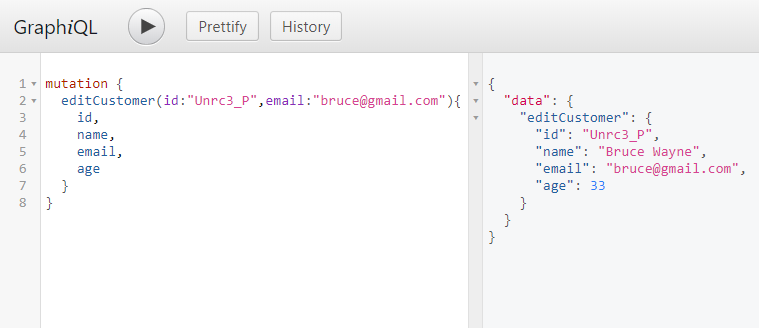 GraphiQL Prettify History
1 mutation {
2 editCustomer(id:"Unrc3_P",email:"bruce@gmail.com"){
3 id,
4 name,
5 email,
6 age
7 }
8 }
{
"data": {
"editCustomer": {
"id": "Unrc3_P",
"name": "Bruce Wayne",
"email": "bruce@gmail.com",
"age": 33
}
}
}